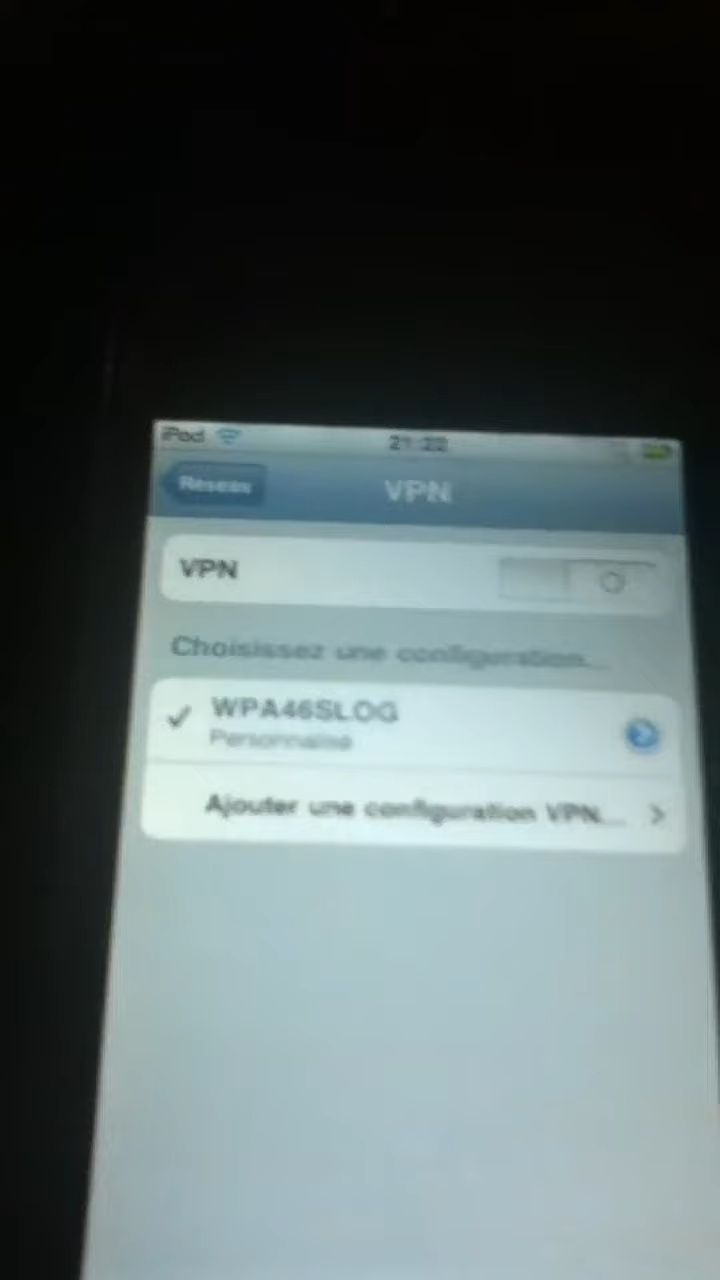 iPod 21:22
Réseau VPN
VPN
Choisissez une configuration...
WPA46SLOG
Personnalisé
Ajouter une configuration VPN...